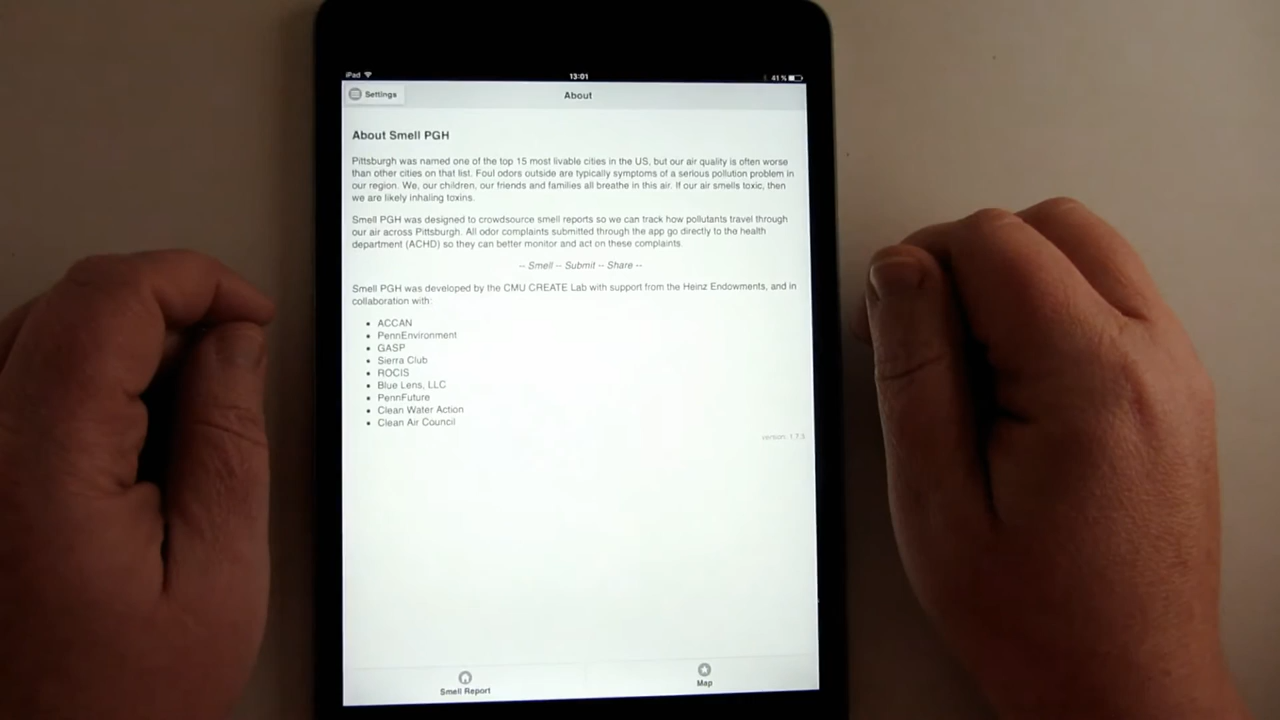 iPad
13:01
41%
Settings
About
About Smell PGH
Pittsburgh was named one of the top 15 most livable cities in the US, but our air quality is often worse
than other cities on that list. Foul odors outside are typically symptoms of a serious pollution problem in
our region. We, our children, our friends and families all breathe in this air. If our air smells toxic, then
we are likely inhaling toxins.
Smell PGH was designed to crowdsource smell reports so we can track how pollutants travel through
our air across Pittsburgh. All odor complaints submitted through the app go directly to the health
department (ACHD) so they can better monitor and act on these complaints.
-- Smell -- Submit -- Share --
Smell PGH was developed by the CMU CREATE Lab with support from the Heinz Endowments, and in
collaboration with:
• ACCAN
• PennEnvironment
• GASP
• Sierra Club
• ROCIS
• Blue Lens, LLC
• PennFuture
• Clean Water Action
• Clean Air Council
version: 1.7.5
Smell Report
Map